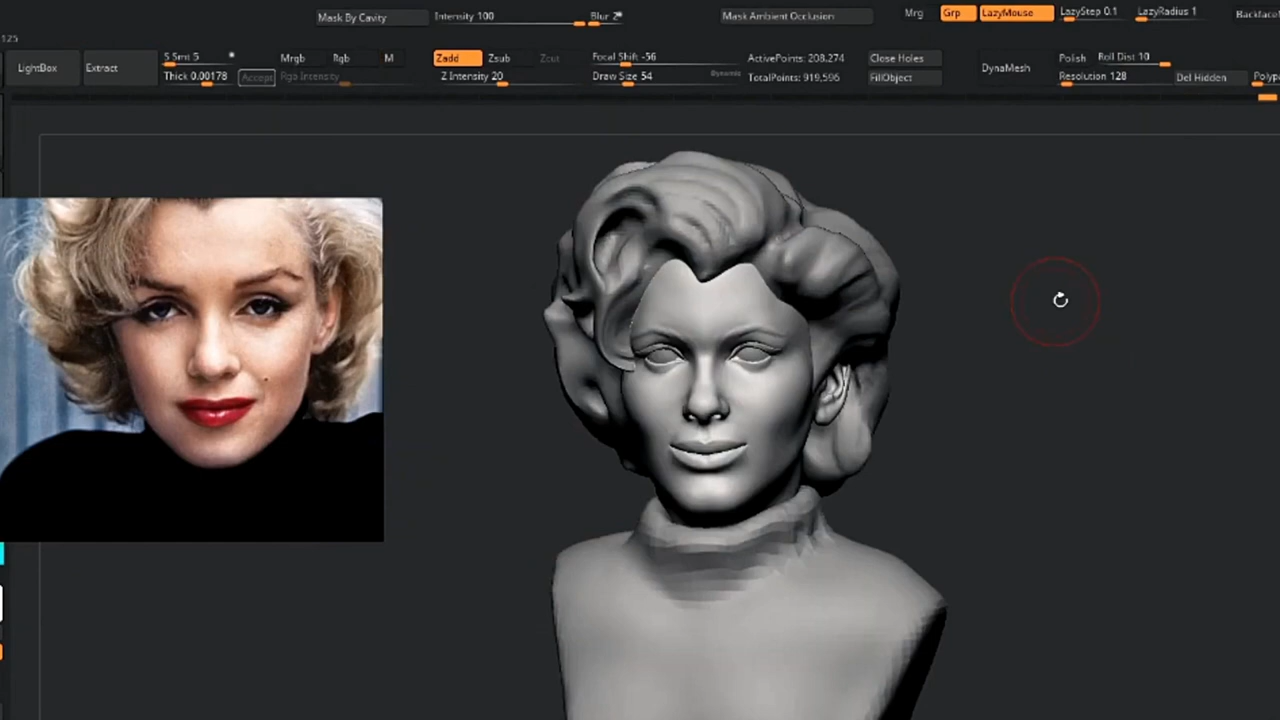 Mask By Cavity Intensity 100 Blur 2 Mask Ambient Occlusion Mrg Grp LazyMouse LazyStep 0.1 LazyRadius 1 Backface
125
LightBox Extract S Smt 5 Mrgb Rgb M Zadd Zsub Zcut Focal Shift -56 ActivePoints: 208,274 Close Holes DynaMesh Polish Roll Dist 10
Thick 0.00178 Accept Rgb Intensity Z Intensity 20 Draw Size 54 Dynamic TotalPoints: 919,596 FillObject Resolution 128 Del Hidden Polyp